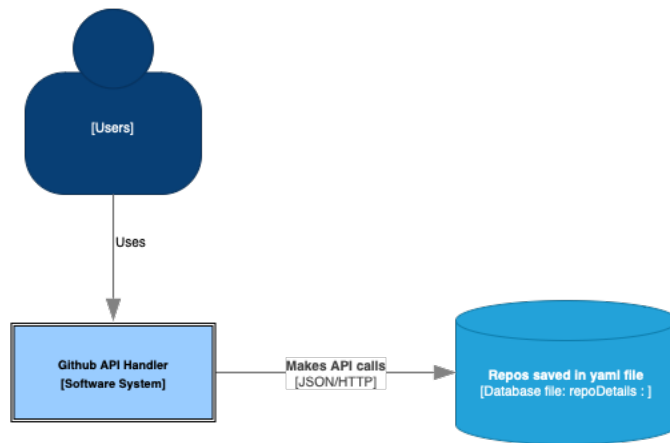 [Users]
Uses
Github API Handler
[Software System]
Makes API calls
[JSON/HTTP]
Repos saved in yaml file
[Database file: repoDetails : ]